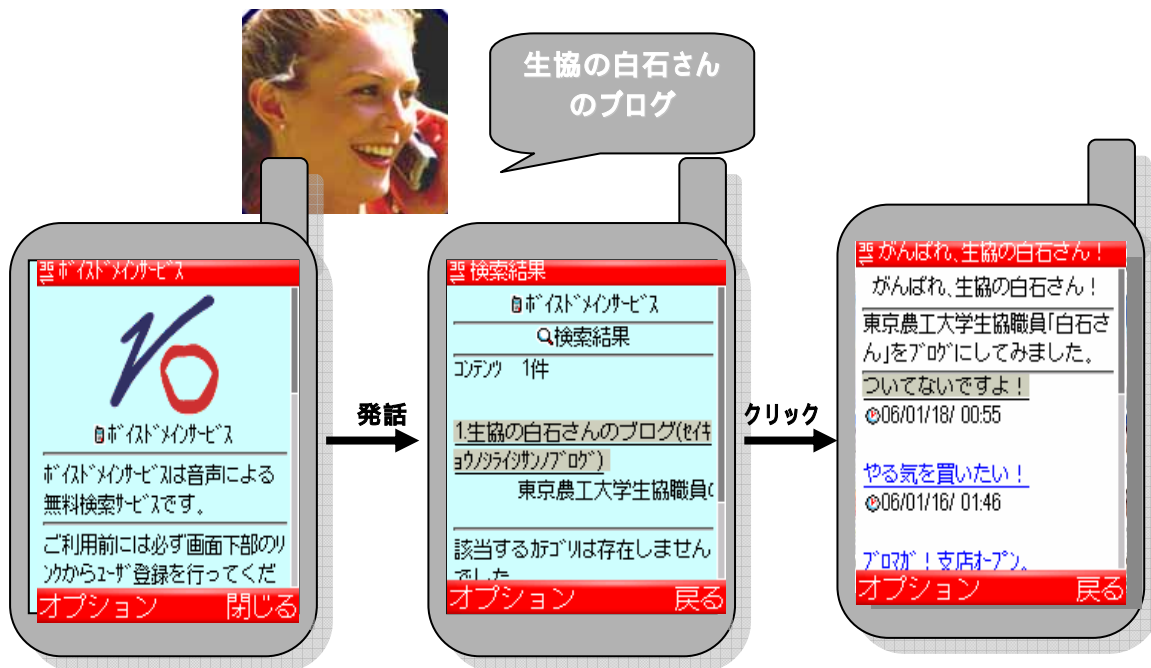 生協の白石さん
のブログ
ﾎﾞｲｽﾄﾞﾒｲﾝｻｰﾋﾞｽ
ﾎﾞｲｽﾄﾞﾒｲﾝｻｰﾋﾞｽ
ﾎﾞｲｽﾄﾞﾒｲﾝｻｰﾋﾞｽは音声による
無料検索ｻｰﾋﾞｽです。
ご利用前には必ず画面下部のﾘ
ﾝｸからﾕｰｻﾞ登録を行ってくだ
オプション 閉じる
発話
検索結果
ﾎﾞｲｽﾄﾞﾒｲﾝｻｰﾋﾞｽ
検索結果
ｺﾝﾃﾝﾂ 1件
1.生協の白石さんのブログ(ｾｲｷ
ｮｳﾉｼﾗｲｼｻﾝﾉﾌﾞﾛｸﾞ)
東京農工大学生協職員(
該当するｶﾃｺﾞﾘは存在しません
でした
オプション 戻る
クリック
がんばれ､生協の白石さん！
がんばれ､生協の白石さん！
東京農工大学生協職員｢白石さ
ん｣をﾌﾞﾛｸﾞにしてみました。
ついてないですよ！
06/01/18/ 00:55
やる気を買いたい！
06/01/16/ 01:46
ﾌﾞﾛﾏｶﾞ！支店ｵｰﾌﾟﾝ。
オプション 戻る